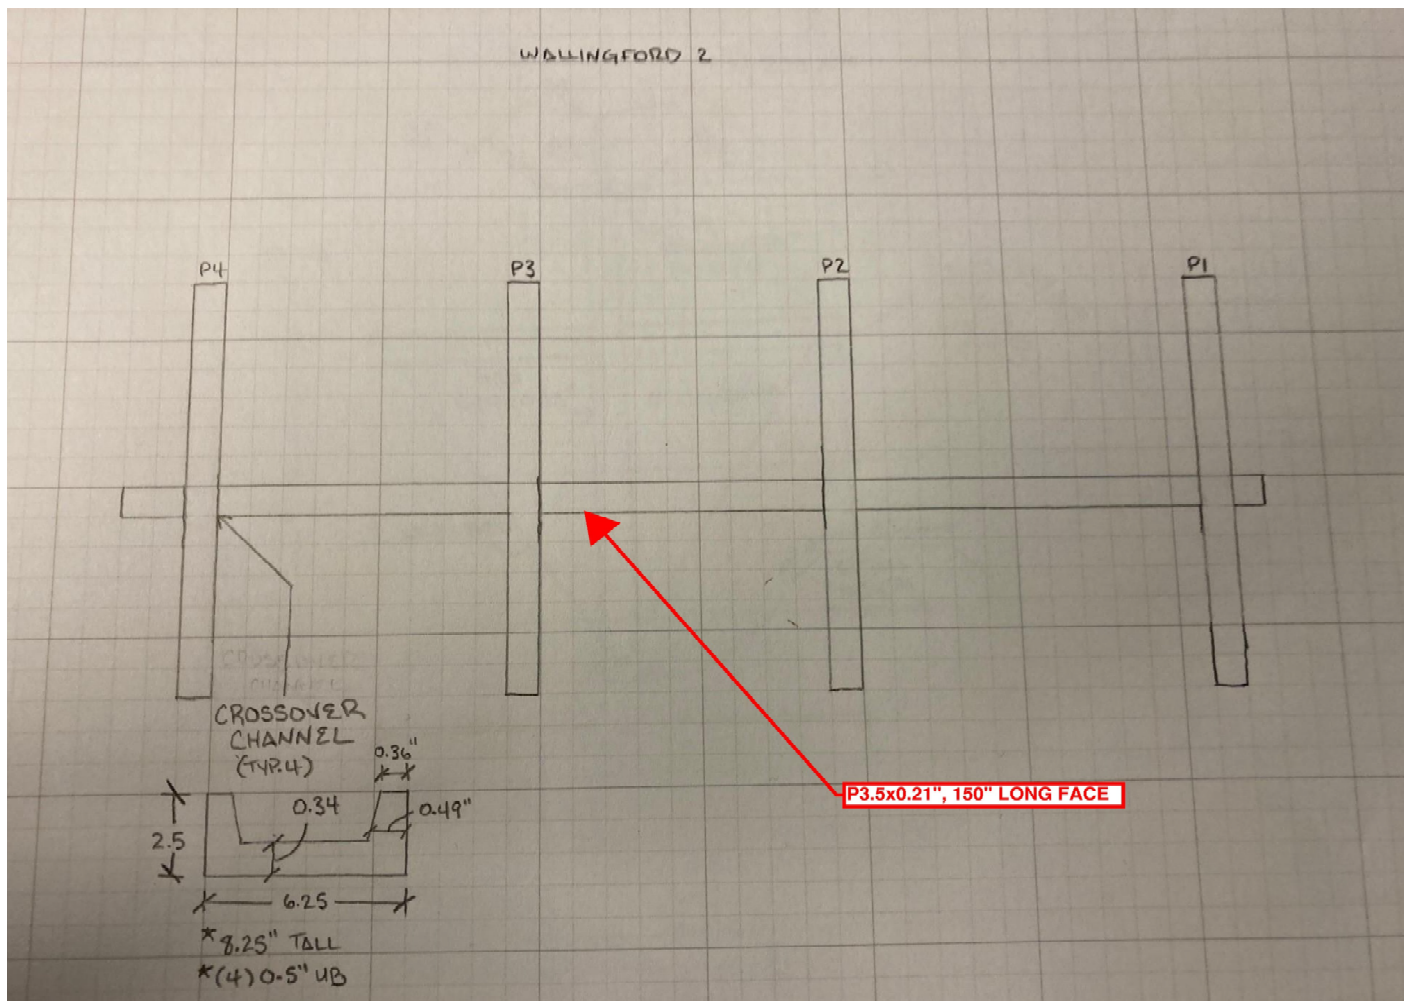 WALLINGFORD 2
P4
P3
P2
P1
CROSSOVER
CHANNEL
(TYP.4)
0.36"
P3.5x0.21", 150" LONG FACE
0.34
0.49"
2.5
6.25
*8.25" TALL
*(4) 0.5" UB